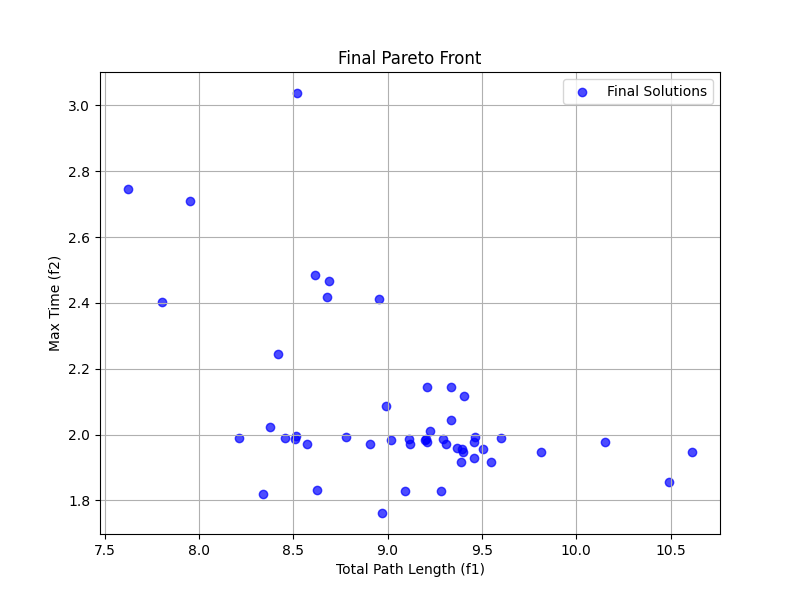 Final Pareto Front
Final Solutions
3.0
2.8
2.6
2.4
2.2
2.0
1.8
Max Time (f2)
7.5 8.0 8.5 9.0 9.5 10.0 10.5
Total Path Length (f1)